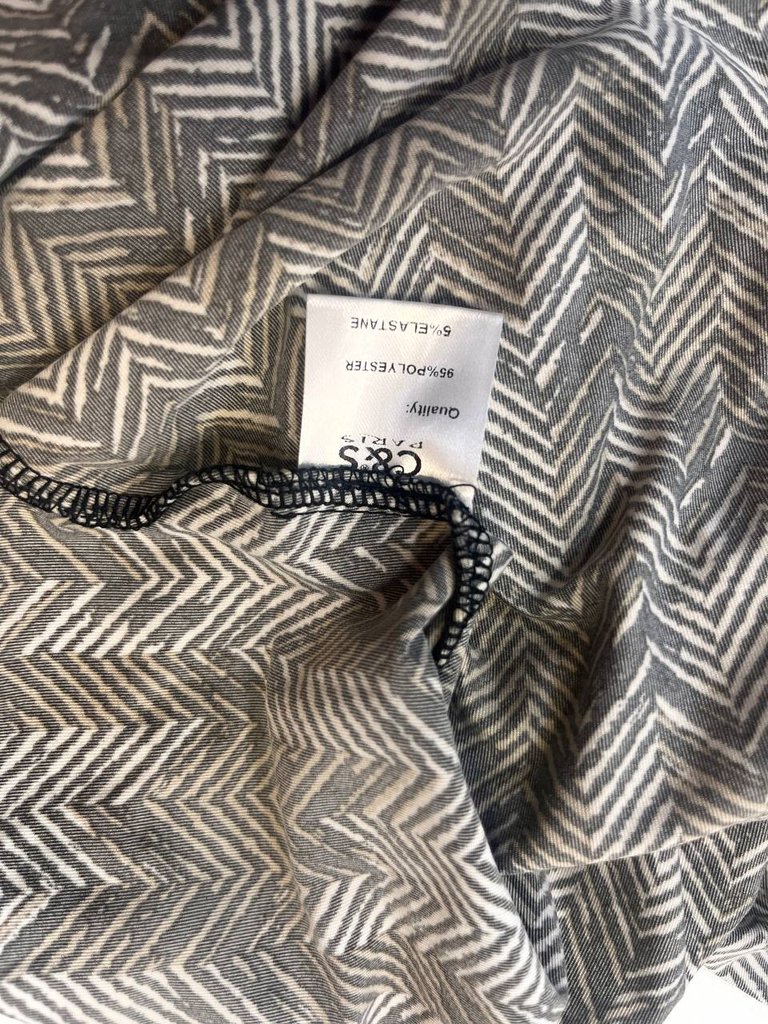 C&S
PARIS
Quality:
95%POLYESTER
5%ELASTANE